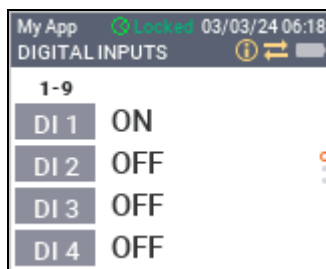 My App Locked 03/03/24 06:18
DIGITAL INPUTS
1-9
DI 1 ON
DI 2 OFF
DI 3 OFF
DI 4 OFF